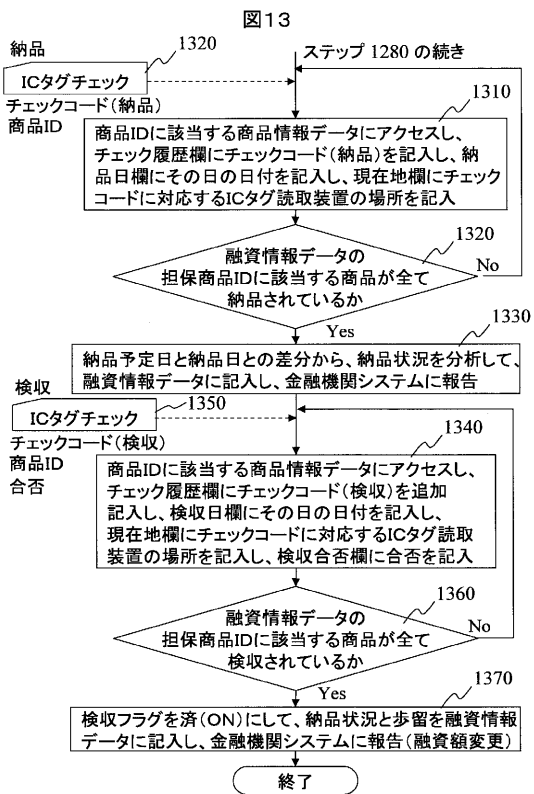 図13
納品
1320
ICタグチェック
チェックコード(納品)
商品ID
ステップ 1280 の続き
1310
商品IDに該当する商品情報データにアクセスし、
チェック履歴欄にチェックコード(納品)を記入し、納
品日欄にその日の日付を記入し、現在地欄にチェック
コードに対応するICタグ読取装置の場所を記入
1320
融資情報データの
担保商品IDに該当する商品が全て
納品されているか
No
Yes
1330
納品予定日と納品日との差分から、納品状況を分析して、
融資情報データに記入し、金融機関システムに報告
検収
1350
ICタグチェック
チェックコード(検収)
商品ID
合否
1340
商品IDに該当する商品情報データにアクセスし、
チェック履歴欄にチェックコード(検収)を追加
記入し、検収日欄にその日の日付を記入し、
現在地欄にチェックコードに対応するICタグ読取
装置の場所を記入し、検収合否欄に合否を記入
1360
融資情報データの
担保商品IDに該当する商品が全て
検収されているか
No
Yes
1370
検収フラグを済(ON)にして、納品状況と歩留を融資情報
データに記入し、金融機関システムに報告(融資額変更)
終了